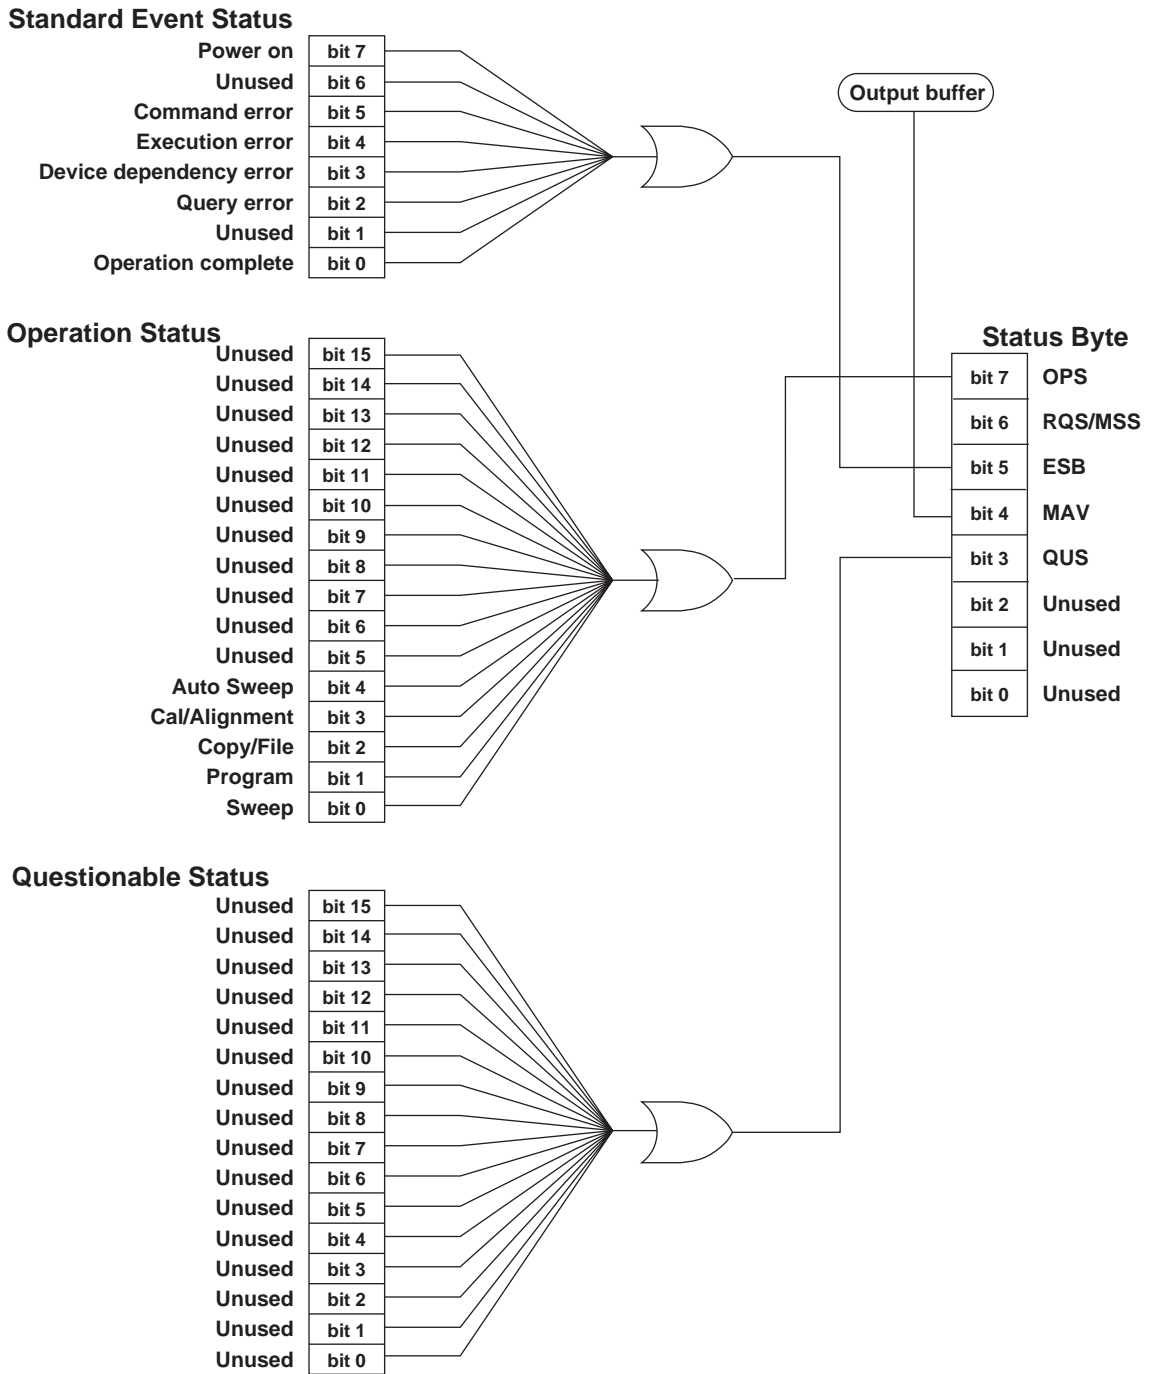 Standard Event Status
Power on bit 7
Unused bit 6
Command error bit 5
Execution error bit 4
Device dependency error bit 3
Query error bit 2
Unused bit 1
Operation complete bit 0
Output buffer
Operation Status
Unused bit 15
Unused bit 14
Unused bit 13
Unused bit 12
Unused bit 11
Unused bit 10
Unused bit 9
Unused bit 8
Unused bit 7
Unused bit 6
Unused bit 5
Auto Sweep bit 4
Cal/Alignment bit 3
Copy/File bit 2
Program bit 1
Sweep bit 0
Status Byte
bit 7 OPS
bit 6 RQS/MSS
bit 5 ESB
bit 4 MAV
bit 3 QUS
bit 2 Unused
bit 1 Unused
bit 0 Unused
Questionable Status
Unused bit 15
Unused bit 14
Unused bit 13
Unused bit 12
Unused bit 11
Unused bit 10
Unused bit 9
Unused bit 8
Unused bit 7
Unused bit 6
Unused bit 5
Unused bit 4
Unused bit 3
Unused bit 2
Unused bit 1
Unused bit 0